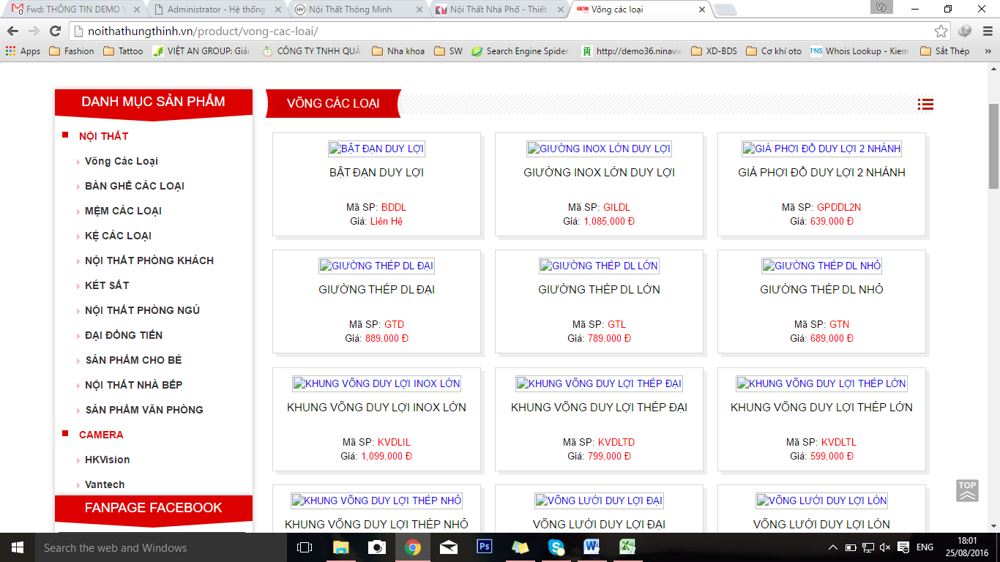 Fwd: THÔNG TIN DEMO W
Administrator - Hệ thống
Nội Thất Thông Minh
Nội Thất Nhà Phố - Thiết
Võng các loại
Vy
noithathungthinh.vn/product/vong-cac-loai/
Apps
Fashion
Tattoo
VIỆT AN GROUP: Giải
CÔNG TY TNHH QUẢ
Nha khoa
SW
Search Engine Spider
http://demo36.ninavie
XD-BDS
Cơ khí oto
Whois Lookup - Kiem
Sắt Thép
DANH MỤC SẢN PHẨM
NỘI THẤT
Võng Các Loại
BÀN GHẾ CÁC LOẠI
MỆM CÁC LOẠI
KỆ CÁC LOẠI
NỘI THẤT PHÒNG KHÁCH
KÉT SẮT
NỘI THẤT PHÒNG NGỦ
ĐẠI ĐỒNG TIẾN
SẢN PHẨM CHO BÉ
NỘI THẤT NHÀ BẾP
SẢN PHẨM VĂN PHÒNG
CAMERA
HKVision
Vantech
FANPAGE FACEBOOK
VÕNG CÁC LOẠI
BẬT ĐẠN DUY LỢI
BẬT ĐẠN DUY LỢI
Mã SP: BDDL
Giá: Liên Hệ
GIƯỜNG INOX LỚN DUY LỢI
GIƯỜNG INOX LỚN DUY LỢI
Mã SP: GILDL
Giá: 1,085,000 Đ
GIÁ PHƠI ĐỒ DUY LỢI 2 NHÁNH
GIÁ PHƠI ĐỒ DUY LỢI 2 NHÁNH
Mã SP: GPDDL2N
Giá: 639,000 Đ
GIƯỜNG THÉP DL ĐẠI
GIƯỜNG THÉP DL ĐẠI
Mã SP: GTD
Giá: 889,000 Đ
GIƯỜNG THÉP DL LỚN
GIƯỜNG THÉP DL LỚN
Mã SP: GTL
Giá: 789,000 Đ
GIƯỜNG THÉP DL NHỎ
GIƯỜNG THÉP DL NHỎ
Mã SP: GTN
Giá: 689,000 Đ
KHUNG VÕNG DUY LỢI INOX LỚN
KHUNG VÕNG DUY LỢI INOX LỚN
Mã SP: KVDLIL
Giá: 1,099,000 Đ
KHUNG VÕNG DUY LỢI THÉP ĐẠI
KHUNG VÕNG DUY LỢI THÉP ĐẠI
Mã SP: KVDLTD
Giá: 799,000 Đ
KHUNG VÕNG DUY LỢI THÉP LỚN
KHUNG VÕNG DUY LỢI THÉP LỚN
Mã SP: KVDLTL
Giá: 599,000 Đ
KHUNG VÕNG DUY LỢI THÉP NHỎ
KHUNG VÕNG DUY LỢI THÉP NHỎ
VÕNG LƯỚI DUY LỢI ĐẠI
VÕNG LƯỚI DUY LỢI ĐẠI
VÕNG LƯỚI DUY LỢI LÓN
VÕNG LƯỚI DUY LỢI LÓN
TOP
Search the web and Windows
ENG
18:01
25/08/2016